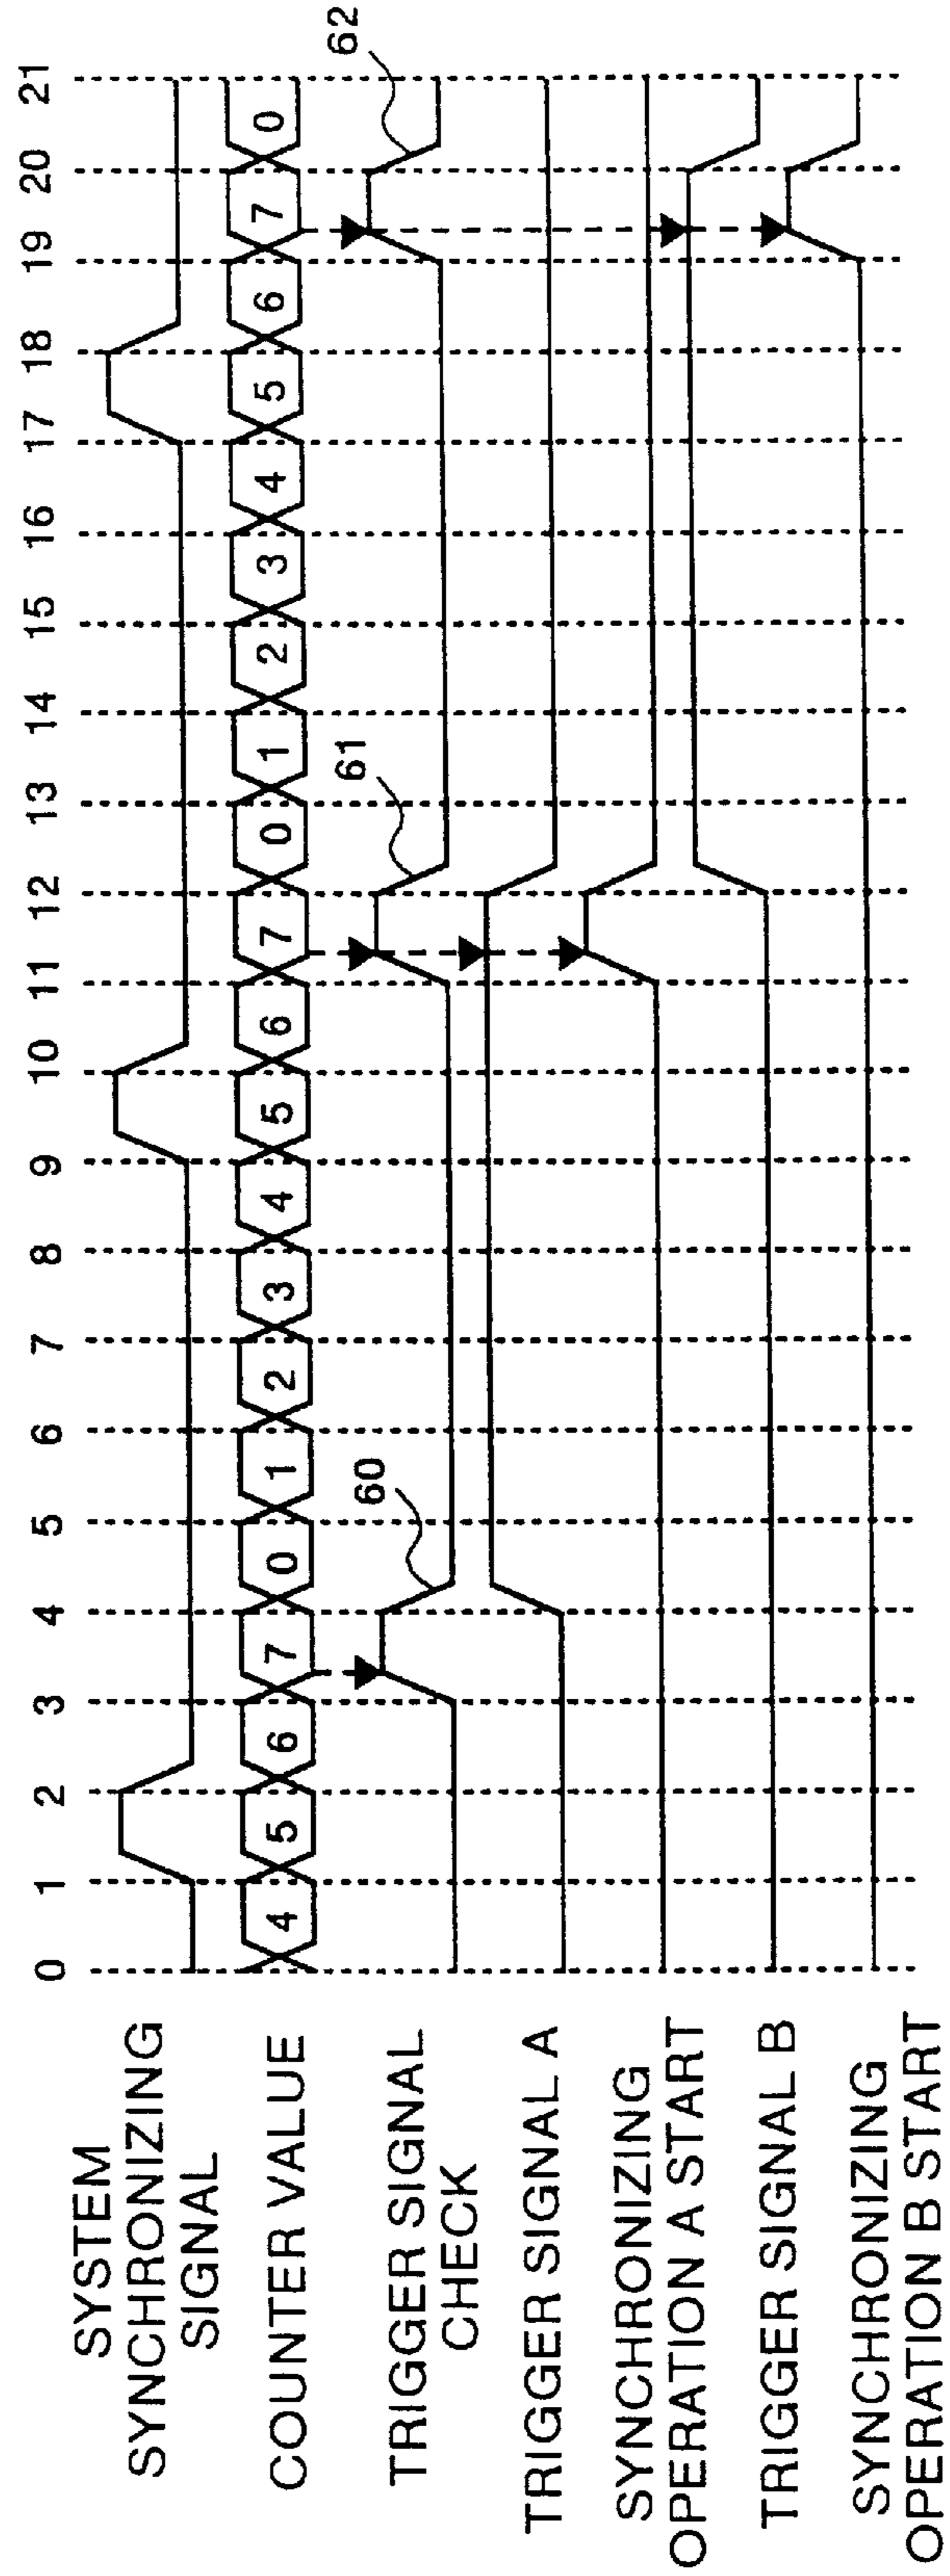 0 1 2 3 4 5 6 7 8 9 10 11 12 13 14 15 16 17 18 19 20 21
SYSTEM
SYNCHRONIZING
SIGNAL
COUNTER VALUE
4 5 6 7 0 1 2 3 4 5 6 7 0 1 2 3 4 5 6 7 0
60 61 62
TRIGGER SIGNAL
CHECK
TRIGGER SIGNAL A
SYNCHRONIZING
OPERATION A START
TRIGGER SIGNAL B
SYNCHRONIZING
OPERATION B START